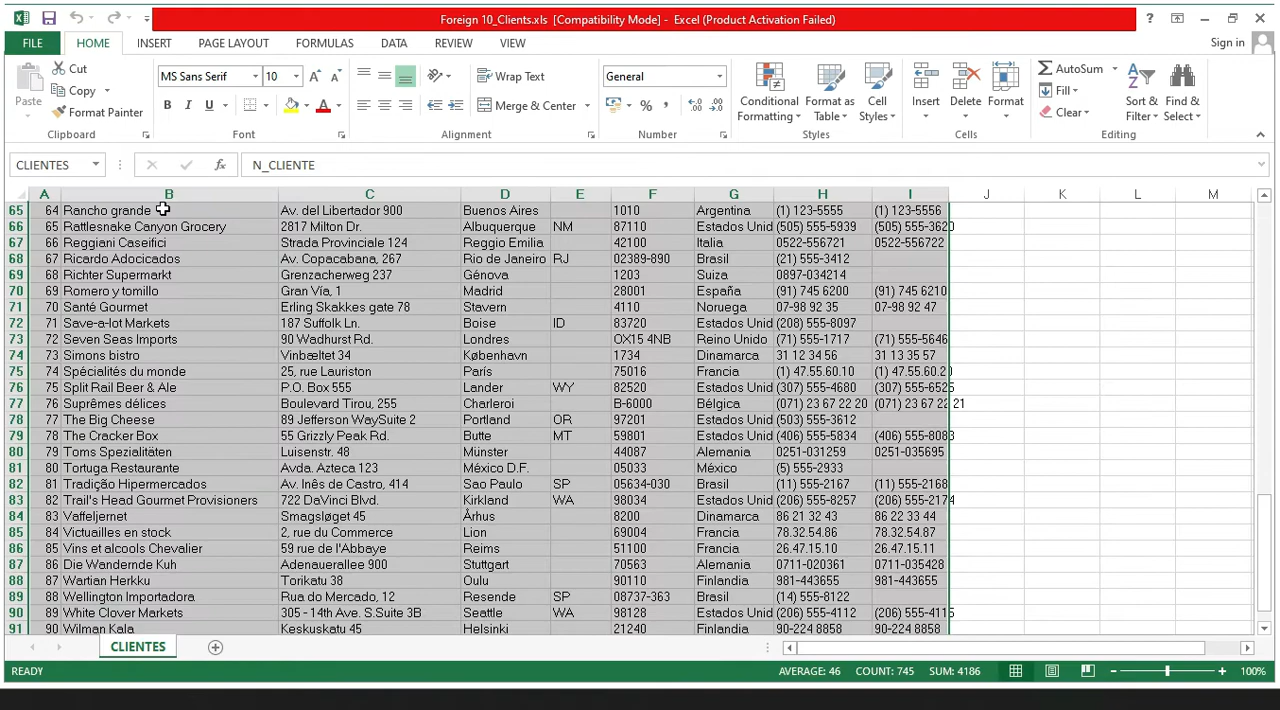 Foreign 10_Clients.xls [Compatibility Mode] - Excel (Product Activation Failed)
FILE HOME INSERT PAGE LAYOUT FORMULAS DATA REVIEW VIEW Sign in
Paste Cut Copy Format Painter Clipboard
MS Sans Serif 10 B I U A Font
Wrap Text Merge & Center Alignment
General % Number
Conditional Formatting Format as Table Cell Styles Styles
Insert Delete Format Cells
AutoSum Fill Clear Sort & Filter Find & Select Editing
CLIENTES fx N_CLIENTE
A B C D E F G H I J K L M
65 64 Rancho grande Av. del Libertador 900 Buenos Aires 1010 Argentina (1) 123-5555 (1) 123-5556
66 65 Rattlesnake Canyon Grocery 2817 Milton Dr. Albuquerque NM 87110 Estados Unid (505) 555-5939 (505) 555-3620
67 66 Reggiani Caseifici Strada Provinciale 124 Reggio Emilia 42100 Italia 0522-556721 0522-556722
68 67 Ricardo Adocicados Av. Copacabana, 267 Rio de Janeiro RJ 02389-890 Brasil (21) 555-3412
69 68 Richter Supermarkt Grenzacherweg 237 Génova 1203 Suiza 0897-034214
70 69 Romero y tomillo Gran Vía, 1 Madrid 28001 España (91) 745 6200 (91) 745 6210
71 70 Santé Gourmet Erling Skakkes gate 78 Stavern 4110 Noruega 07-98 92 35 07-98 92 47
72 71 Save-a-lot Markets 187 Suffolk Ln. Boise ID 83720 Estados Unid (208) 555-8097
73 72 Seven Seas Imports 90 Wadhurst Rd. Londres OX15 4NB Reino Unido (71) 555-1717 (71) 555-5646
74 73 Simons bistro Vinbæltet 34 København 1734 Dinamarca 31 12 34 56 31 13 35 57
75 74 Spécialités du monde 25, rue Lauriston París 75016 Francia (1) 47.55.60.10 (1) 47.55.60.20
76 75 Split Rail Beer & Ale P.O. Box 555 Lander WY 82520 Estados Unid (307) 555-4680 (307) 555-6525
77 76 Suprêmes délices Boulevard Tirou, 255 Charleroi B-6000 Bélgica (071) 23 67 22 20 (071) 23 67 22 21
78 77 The Big Cheese 89 Jefferson WaySuite 2 Portland OR 97201 Estados Unid (503) 555-3612
79 78 The Cracker Box 55 Grizzly Peak Rd. Butte MT 59801 Estados Unid (406) 555-5834 (406) 555-8083
80 79 Toms Spezialitäten Luisenstr. 48 Münster 44087 Alemania 0251-031259 0251-035695
81 80 Tortuga Restaurante Avda. Azteca 123 México D.F. 05033 México (5) 555-2933
82 81 Tradição Hipermercados Av. Inês de Castro, 414 Sao Paulo SP 05634-030 Brasil (11) 555-2167 (11) 555-2168
83 82 Trail's Head Gourmet Provisioners 722 DaVinci Blvd. Kirkland WA 98034 Estados Unid (206) 555-8257 (206) 555-2174
84 83 Vaffeljernet Smagsløget 45 Århus 8200 Dinamarca 86 21 32 43 86 22 33 44
85 84 Victuailles en stock 2, rue du Commerce Lion 69004 Francia 78.32.54.86 78.32.54.87
86 85 Vins et alcools Chevalier 59 rue de l'Abbaye Reims 51100 Francia 26.47.15.10 26.47.15.11
87 86 Die Wandernde Kuh Adenauerallee 900 Stuttgart 70563 Alemania 0711-020361 0711-035428
88 87 Wartian Herkku Torikatu 38 Oulu 90110 Finlandia 981-443655 981-443655
89 88 Wellington Importadora Rua do Mercado, 12 Resende SP 08737-363 Brasil (14) 555-8122
90 89 White Clover Markets 305 - 14th Ave. S.Suite 3B Seattle WA 98128 Estados Unid (206) 555-4112 (206) 555-4115
91 90 Wilman Kala Keskuskatu 45 Helsinki 21240 Finlandia 90-224 8858 90-224 8858
CLIENTES
READY AVERAGE: 46 COUNT: 745 SUM: 4186 100%